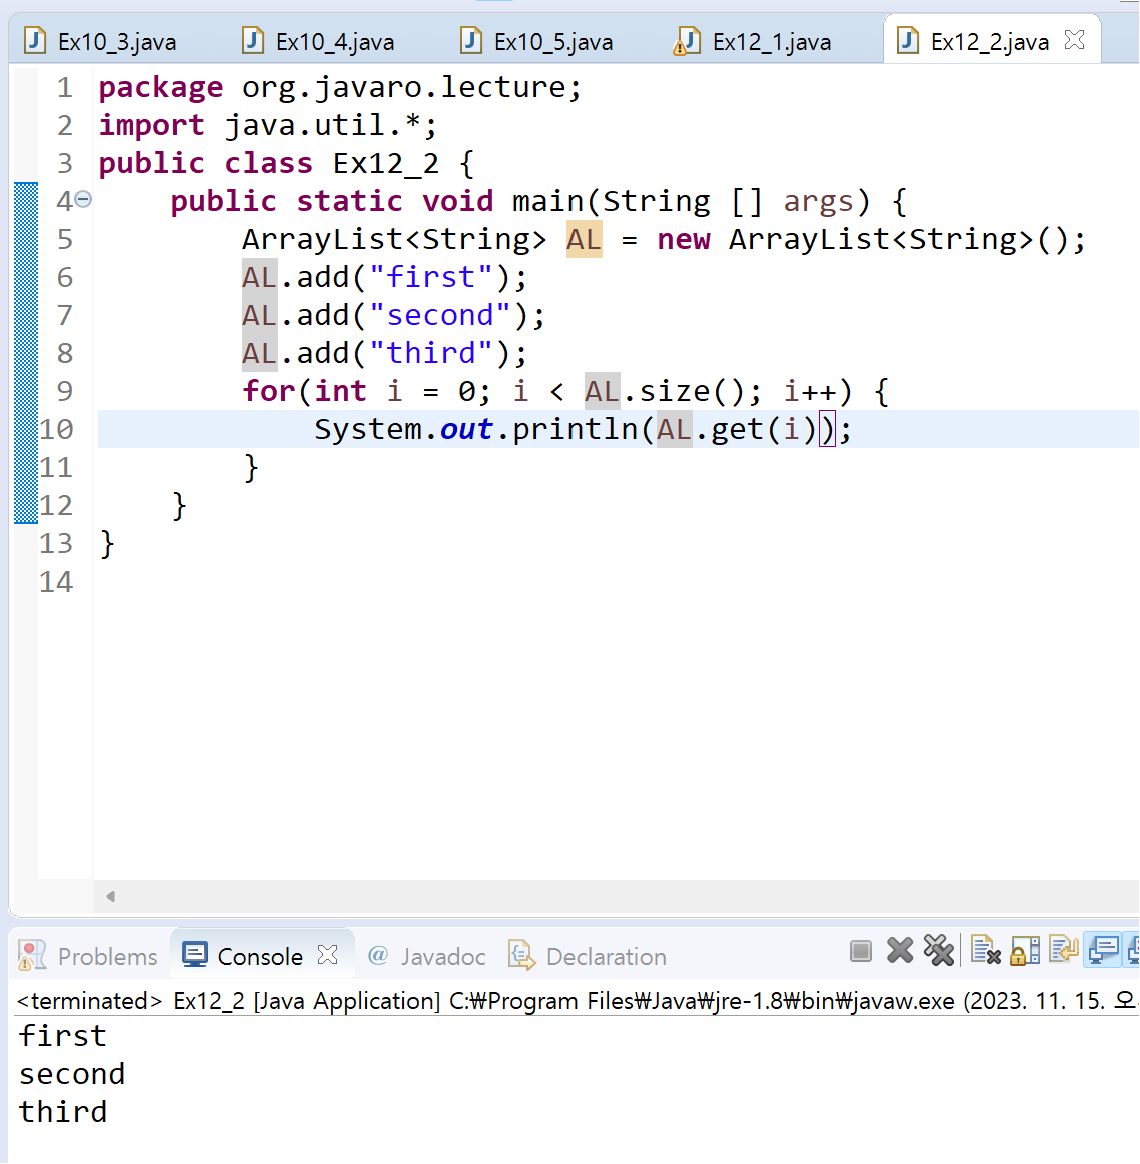 Ex10_3.java Ex10_4.java Ex10_5.java Ex12_1.java Ex12_2.java
1 package org.javaro.lecture;
2 import java.util.*;
3 public class Ex12_2 {
4 public static void main(String [] args) {
5 ArrayList<String> AL = new ArrayList<String>();
6 AL.add("first");
7 AL.add("second");
8 AL.add("third");
9 for(int i = 0; i < AL.size(); i++) {
10 System.out.println(AL.get(i));
11 }
12 }
13 }
14
Problems Console @ Javadoc Declaration
<terminated> Ex12_2 [Java Application] C:₩Program Files₩Java₩jre-1.8₩bin₩javaw.exe (2023. 11. 15. 오
first
second
third